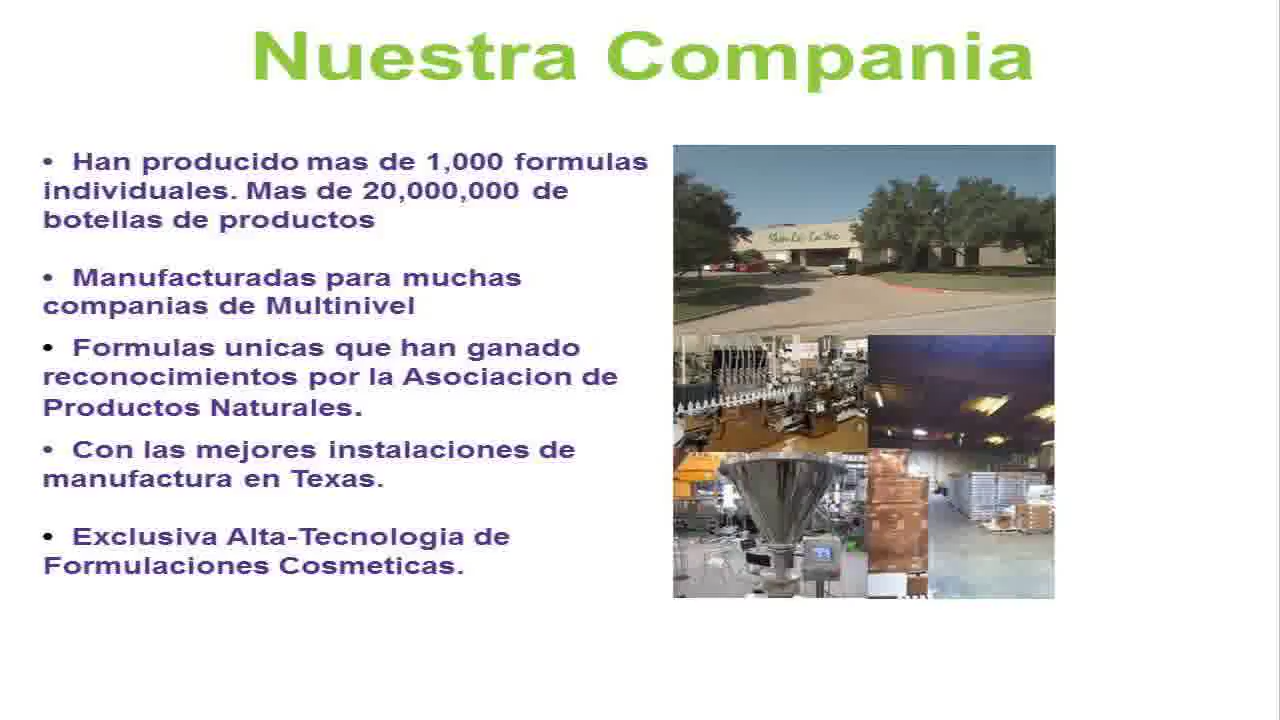 Nuestra Compania
• Han producido mas de 1,000 formulas
individuales. Mas de 20,000,000 de
botellas de productos
• Manufacturadas para muchas
companias de Multinivel
• Formulas unicas que han ganado
reconocimientos por la Asociacion de
Productos Naturales.
• Con las mejores instalaciones de
manufactura en Texas.
• Exclusiva Alta-Tecnologia de
Formulaciones Cosmeticas.